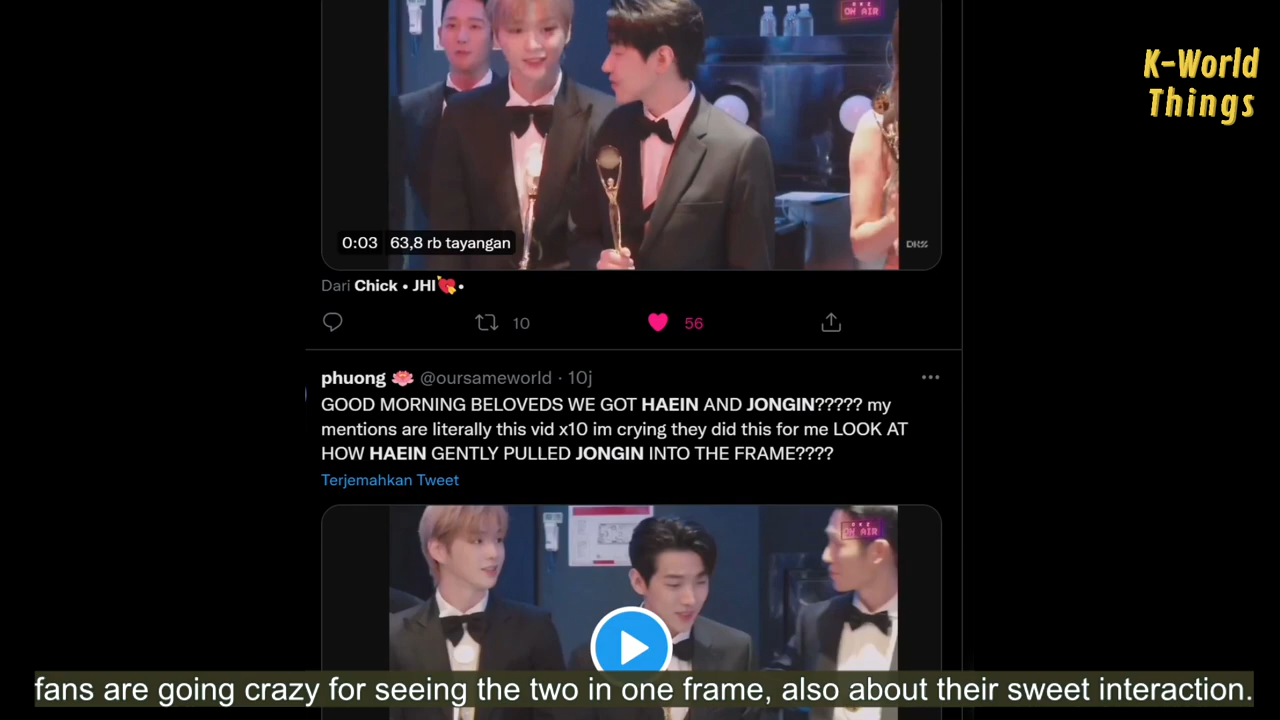 ON AIR
K-World
Things
0:03 63,8 rb tayangan
Dari Chick • JHI💘•
10 56
phuong 🪷 @oursameworld · 10j
GOOD MORNING BELOVEDS WE GOT HAEIN AND JONGIN????? my
mentions are literally this vid x10 im crying they did this for me LOOK AT
HOW HAEIN GENTLY PULLED JONGIN INTO THE FRAME????
Terjemahkan Tweet
ON AIR
fans are going crazy for seeing the two in one frame, also about their sweet interaction.